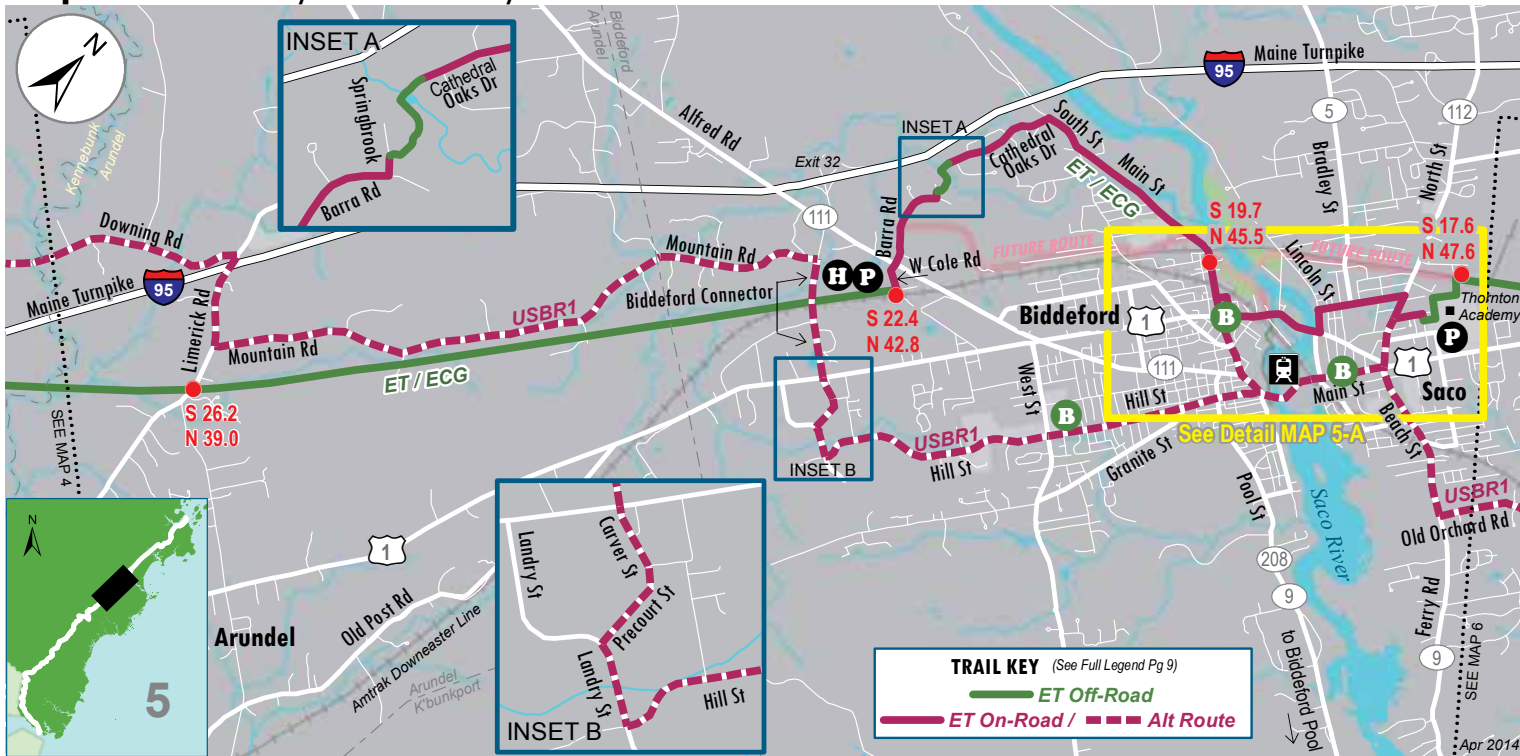 N
INSET A
Springbrook
Cathedral
Oaks Dr
Barra Rd
Biddeford
Arundel
Kennebunk
Arundel
Maine Turnpike
95
5
112
Alfred Rd
Exit 32
INSET A
South St
Cathedral
Oaks Dr
Main St
ET / ECG
Bradley St
North St
111
Barra Rd
Downing Rd
Mountain Rd
Maine Turnpike
95
Limerick Rd
USBR1
Biddeford Connector
H
P
W Cole Rd
FUTURE ROUTE
S 19.7
N 45.5
Lincoln St
FUTURE ROUTE
S 17.6
N 47.6
Thornton
Academy
P
Mountain Rd
ET / ECG
S 22.4
N 42.8
Biddeford
1
B
111
B
1
Saco
Main St
Beach St
S 26.2
N 39.0
SEE MAP 4
West St
B
Hill St
See Detail MAP 5-A
USBR1
Hill St
INSET B
Granite St
Pool St
Saco River
USBR1
Old Orchard Rd
N
5
1
Old Post Rd
Arundel
Amtrak Downeaster Line
Arundel
K'bunkport
Landry St
Carver St
Precourt St
Landry St
Hill St
INSET B
208
9
to Biddeford Pool
Ferry Rd
9
SEE MAP 6
TRAIL KEY (See Full Legend Pg 9)
ET Off-Road
ET On-Road / Alt Route
Apr 2014